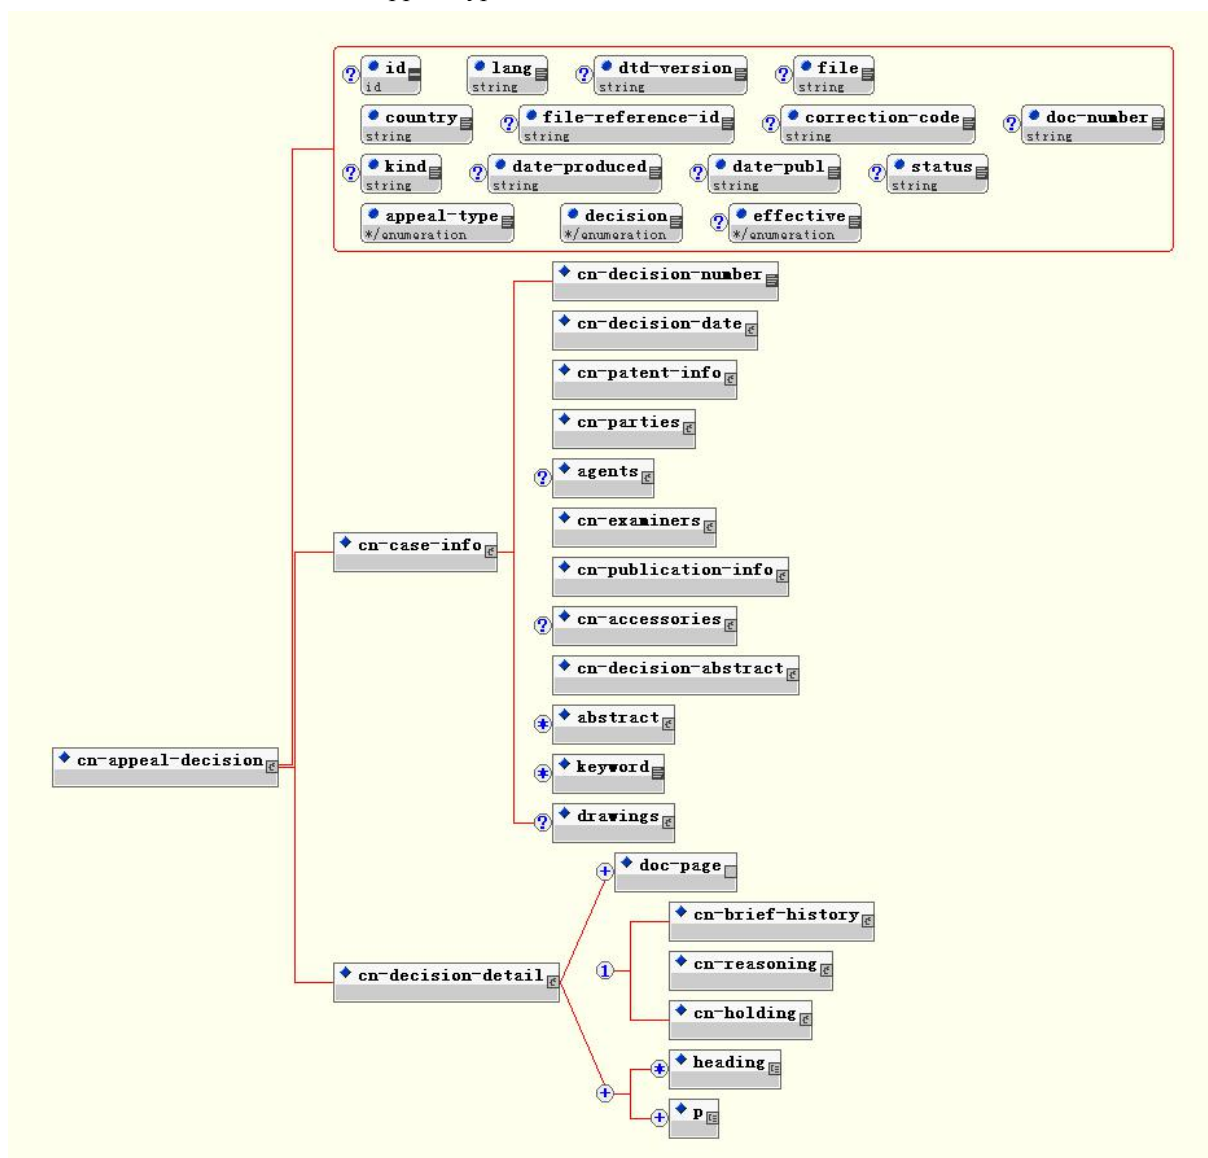 ? id ? lang ? dtd-version ? file
id string string string
country ? file-reference-id ? correction-code ? doc-number
string string string string
? kind ? date-produced ? date-publ ? status
string string string string
appeal-type decision ? effective
*/enumeration */enumeration */enumeration
cn-decision-number
cn-decision-date
cn-patent-info
cn-parties
? agents
cn-examiners
cn-case-info
cn-publication-info
? cn-accessories
cn-decision-abstract
* abstract
cn-appeal-decision
* keyword
? drawings
+ doc-page
cn-brief-history
cn-reasoning
1
cn-decision-detail
cn-holding
* heading
+
+ p